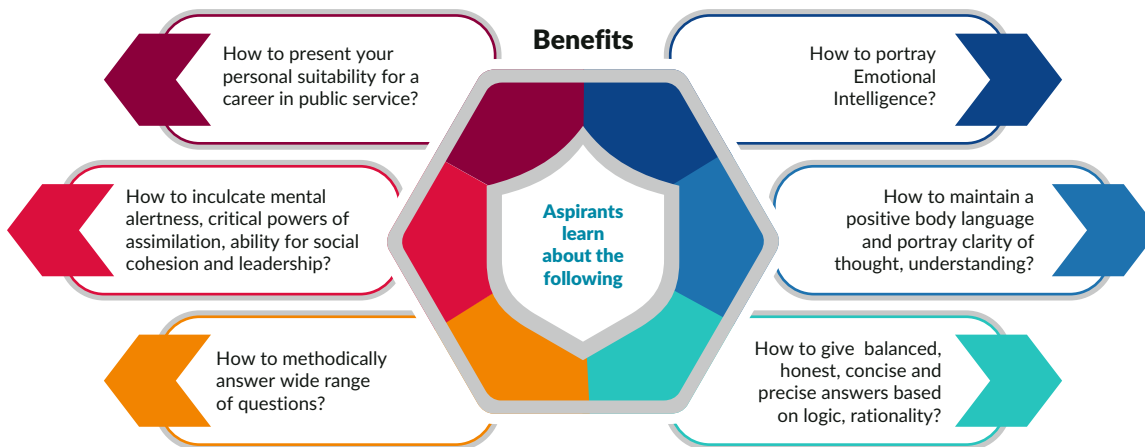 Benefits
How to present your
personal suitability for a
career in public service?
How to portray
Emotional
Intelligence?
How to inculcate mental
alertness, critical powers of
assimilation, ability for social
cohesion and leadership?
Aspirants
learn
about the
following
How to maintain a
positive body language
and portray clarity of
thought, understanding?
How to methodically
answer wide range
of questions?
How to give balanced,
honest, concise and
precise answers based
on logic, rationality?